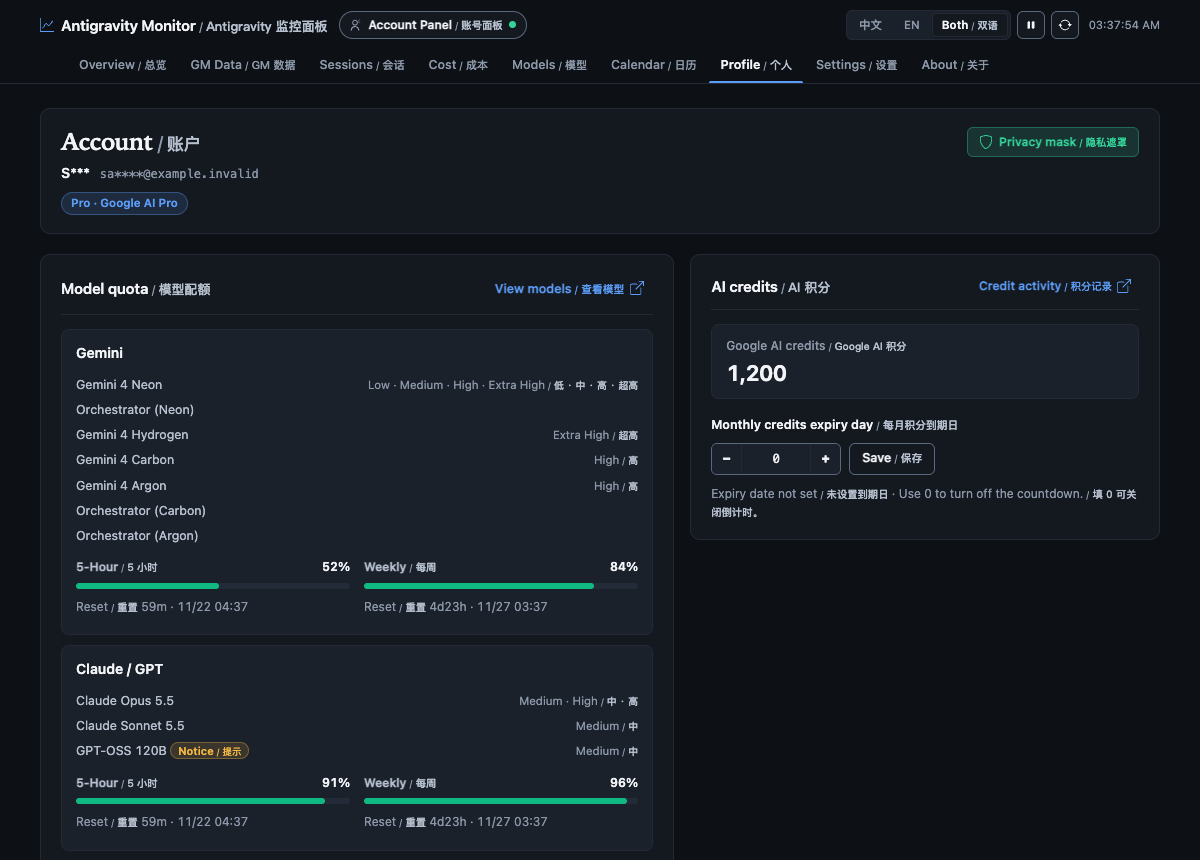 Antigravity Monitor / Antigravity 监控面板
Account Panel / 账号面板
中文 EN Both / 双语
03:37:54 AM
Overview / 总览 GM Data / GM 数据 Sessions / 会话 Cost / 成本 Models / 模型 Calendar / 日历 Profile / 个人 Settings / 设置 About / 关于
Account / 账户
Privacy mask / 隐私遮罩
S*** sa****@example.invalid
Pro · Google AI Pro
Model quota / 模型配额
View models / 查看模型
Gemini
Gemini 4 Neon Low · Medium · High · Extra High / 低 · 中 · 高 · 超高
Orchestrator (Neon)
Gemini 4 Hydrogen Extra High / 超高
Gemini 4 Carbon High / 高
Gemini 4 Argon High / 高
Orchestrator (Carbon)
Orchestrator (Argon)
5-Hour / 5 小时 52% Weekly / 每周 84%
Reset / 重置 59m · 11/22 04:37 Reset / 重置 4d23h · 11/27 03:37
Claude / GPT
Claude Opus 5.5 Medium · High / 中 · 高
Claude Sonnet 5.5 Medium / 中
GPT-OSS 120B Notice / 提示 Medium / 中
5-Hour / 5 小时 91% Weekly / 每周 96%
Reset / 重置 59m · 11/22 04:37 Reset / 重置 4d23h · 11/27 03:37
AI credits / AI 积分
Credit activity / 积分记录
Google AI credits / Google AI 积分
1,200
Monthly credits expiry day / 每月积分到期日
− 0 + Save / 保存
Expiry date not set / 未设置到期日 · Use 0 to turn off the countdown. / 填 0 可关
闭倒计时。